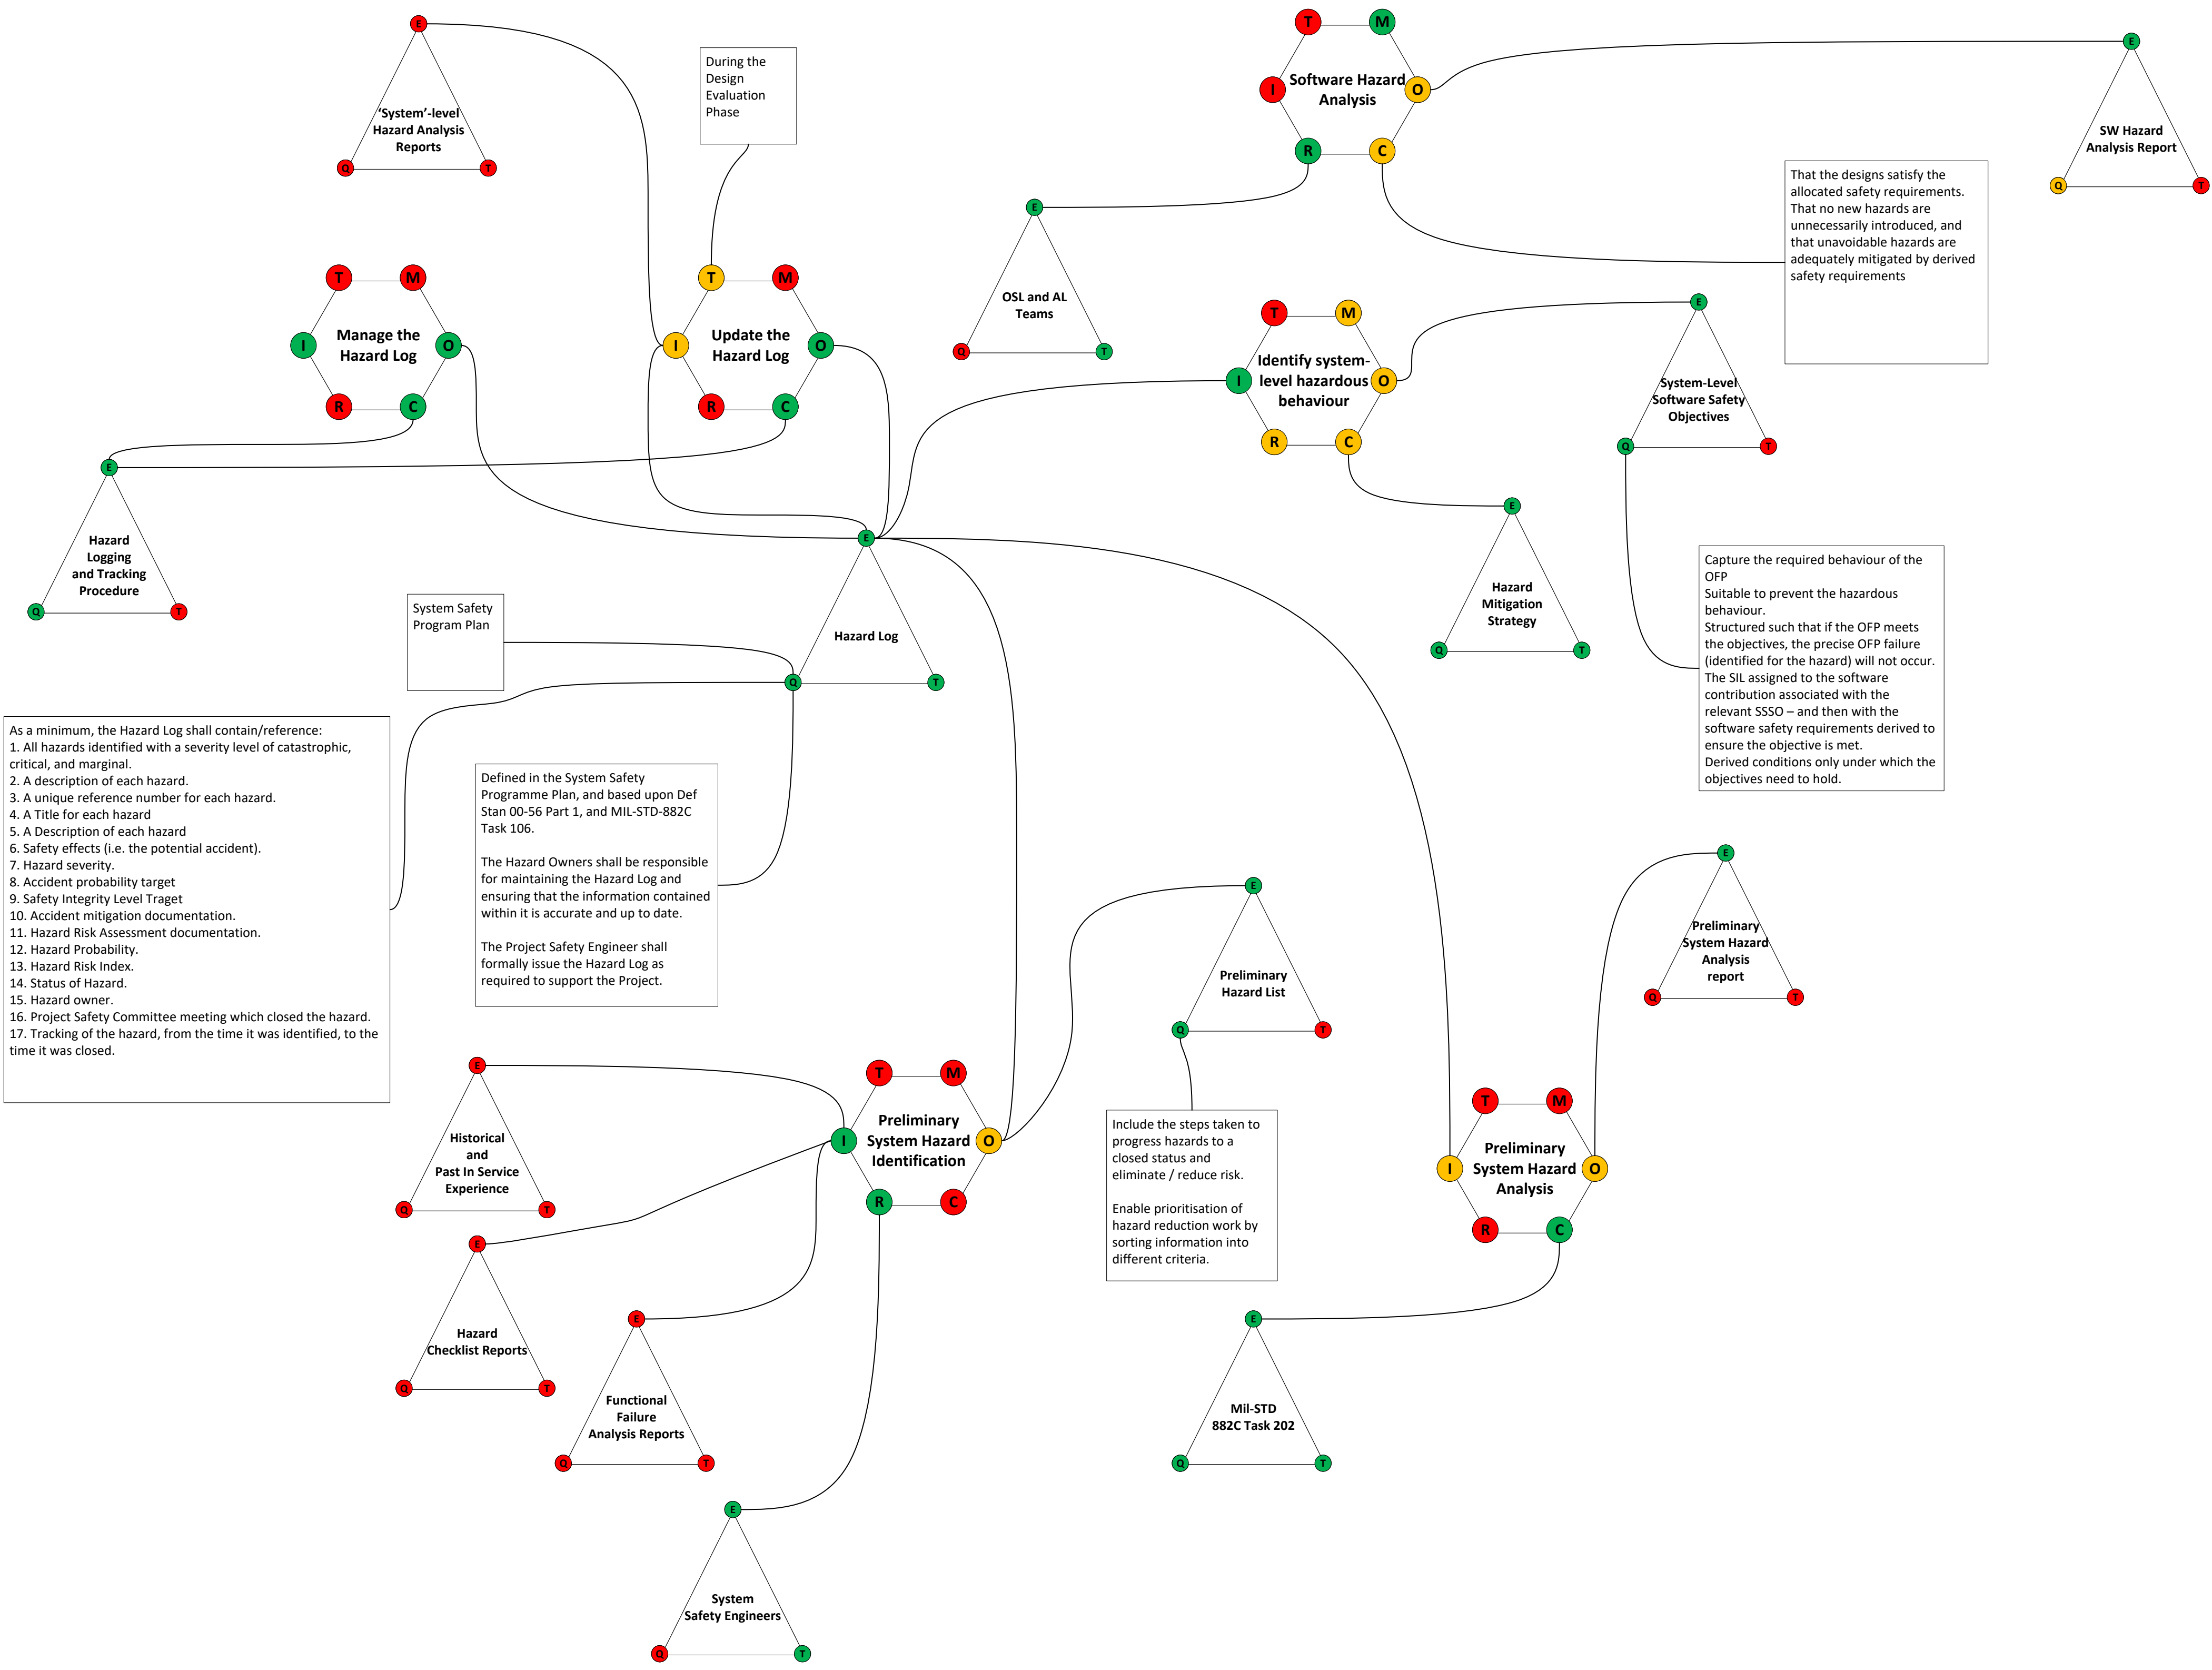 E
'System'-level
Hazard Analysis
Reports
Q
T
During the
Design
Evaluation
Phase
T
M
I
Software Hazard
Analysis
O
R
C
E
SW Hazard
Analysis Report
Q
T
That the designs satisfy the
allocated safety requirements.
That no new hazards are
unnecessarily introduced, and
that unavoidable hazards are
adequately mitigated by derived
safety requirements
E
OSL and AL
Teams
Q
T
T
M
I
Manage the
Hazard Log
O
R
C
T
M
I
Update the
Hazard Log
O
R
C
T
M
I
Identify system-
level hazardous
behaviour
O
R
C
E
System-Level
Software Safety
Objectives
Q
T
E
Hazard
Logging
and Tracking
Procedure
Q
T
E
Hazard Log
Q
T
E
Hazard
Mitigation
Strategy
Q
T
System Safety
Program Plan
Capture the required behaviour of the
OFP
Suitable to prevent the hazardous
behaviour.
Structured such that if the OFP meets
the objectives, the precise OFP failure
(identified for the hazard) will not occur.
The SIL assigned to the software
contribution associated with the
relevant SSSO – and then with the
software safety requirements derived to
ensure the objective is met.
Derived conditions only under which the
objectives need to hold.
As a minimum, the Hazard Log shall contain/reference:
1. All hazards identified with a severity level of catastrophic,
critical, and marginal.
2. A description of each hazard.
3. A unique reference number for each hazard.
4. A Title for each hazard
5. A Description of each hazard
6. Safety effects (i.e. the potential accident).
7. Hazard severity.
8. Accident probability target
9. Safety Integrity Level Traget
10. Accident mitigation documentation.
11. Hazard Risk Assessment documentation.
12. Hazard Probability.
13. Hazard Risk Index.
14. Status of Hazard.
15. Hazard owner.
16. Project Safety Committee meeting which closed the hazard.
17. Tracking of the hazard, from the time it was identified, to the
time it was closed.
Defined in the System Safety
Programme Plan, and based upon Def
Stan 00-56 Part 1, and MIL-STD-882C
Task 106.
The Hazard Owners shall be responsible
for maintaining the Hazard Log and
ensuring that the information contained
within it is accurate and up to date.
The Project Safety Engineer shall
formally issue the Hazard Log as
required to support the Project.
E
Preliminary
Hazard List
Q
T
E
Preliminary
System Hazard
Analysis
report
Q
T
E
Historical
and
Past In Service
Experience
Q
T
T
M
I
Preliminary
System Hazard
Identification
O
R
C
Include the steps taken to
progress hazards to a
closed status and
eliminate / reduce risk.
Enable prioritisation of
hazard reduction work by
sorting information into
different criteria.
T
M
I
Preliminary
System Hazard
Analysis
O
R
C
E
Hazard
Checklist Reports
Q
T
E
Functional
Failure
Analysis Reports
Q
T
E
Mil-STD
882C Task 202
Q
T
E
System
Safety Engineers
Q
T